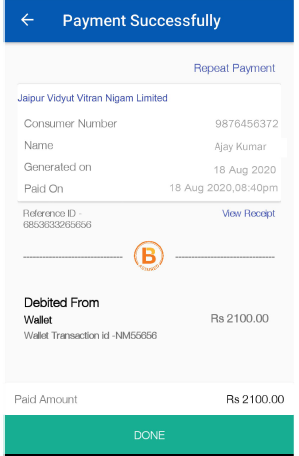 Payment Successfully
Repeat Payment
Jaipur Vidyut Vitran Nigam Limited
Consumer Number 9876456372
Name Ajay Kumar
Generated on 18 Aug 2020
Paid On 18 Aug 2020,08:40pm
Reference ID - View Receipt
6853633265656
B
ASSURED
Debited From
Wallet Rs 2100.00
Wallet Transaction id -NM55656
Paid Amount Rs 2100.00
DONE